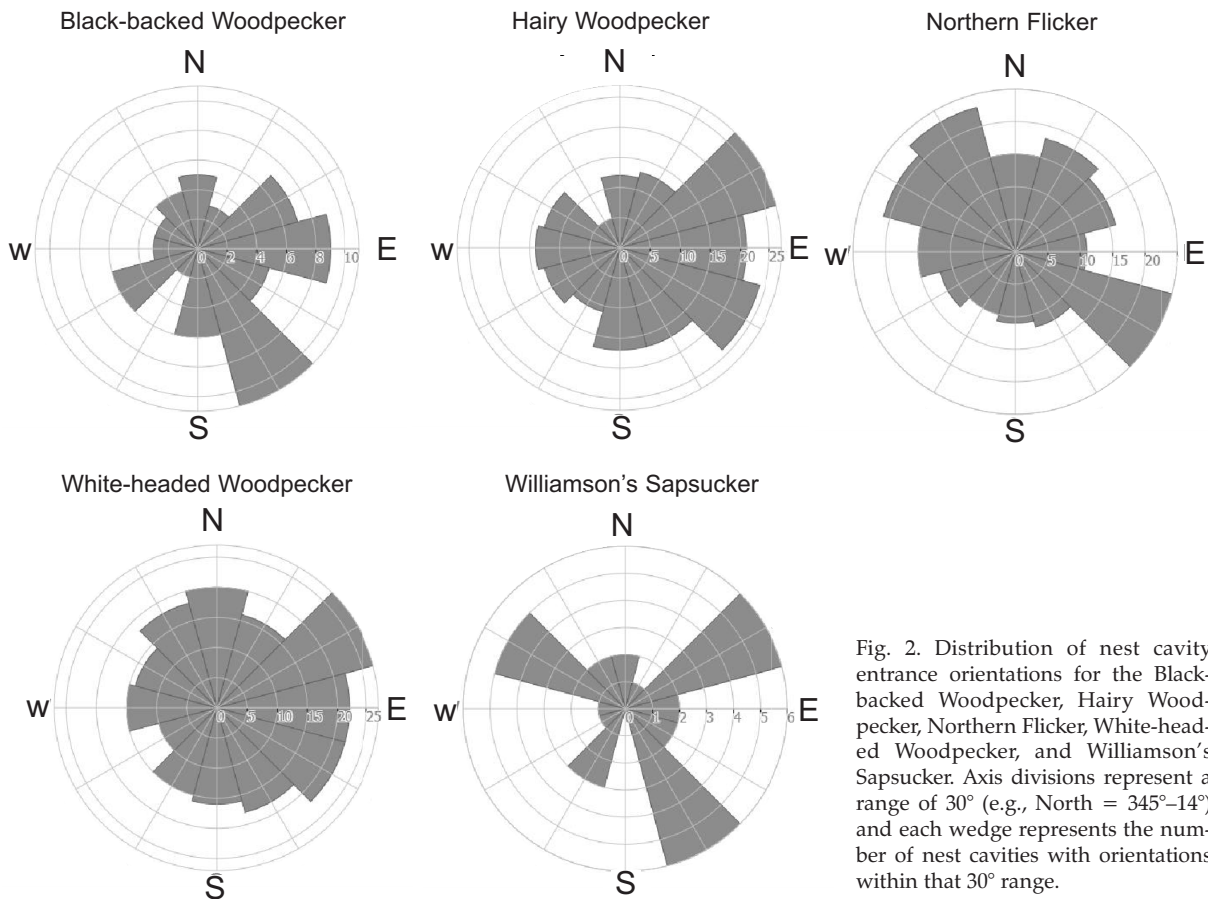 Black-backed Woodpecker
Hairy Woodpecker
Northern Flicker
N
N
N
W
0 2 4 6 8 10
E
W
0 5 10 15 20 25
E
W
0 5 10 15 20
E
S
S
S
White-headed Woodpecker
Williamson's Sapsucker
N
N
W
0 5 10 15 20 25
E
W
0 1 2 3 4 5 6
E
S
S
Fig. 2. Distribution of nest cavity
entrance orientations for the Black-
backed Woodpecker, Hairy Wood-
pecker, Northern Flicker, White-head-
ed Woodpecker, and Williamson's
Sapsucker. Axis divisions represent a
range of 30° (e.g., North = 345°–14°)
and each wedge represents the num-
ber of nest cavities with orientations
within that 30° range.